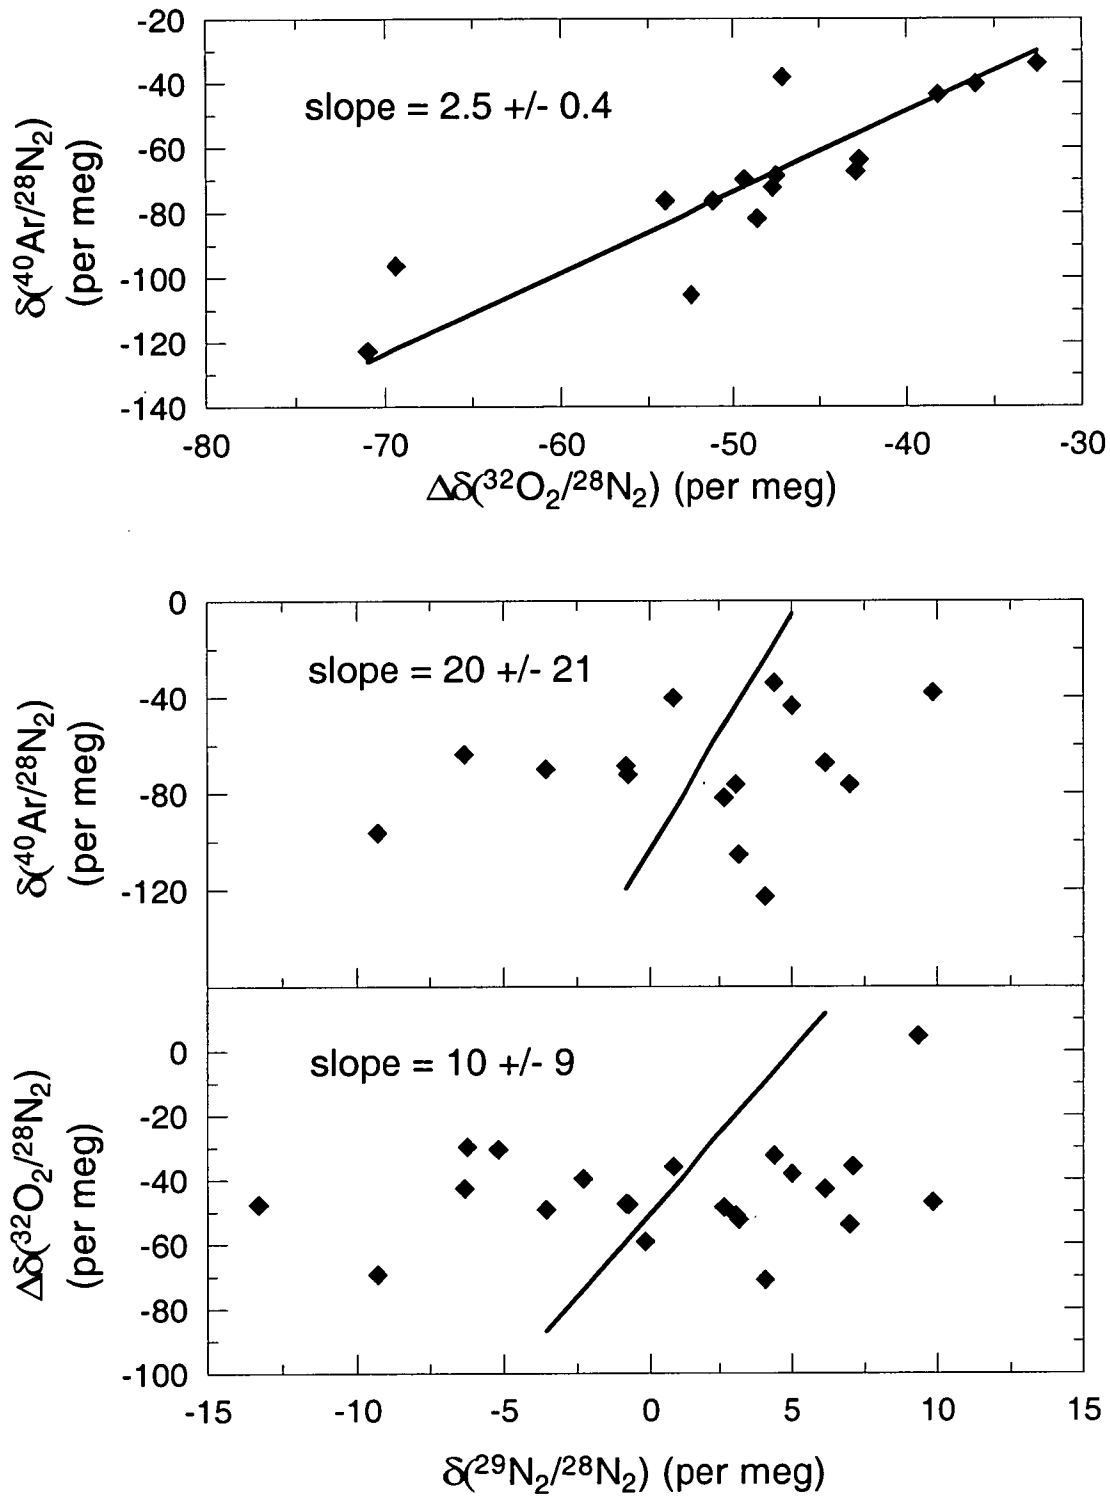 -20
-40
-60
-80
-100
-120
-140
δ(⁴⁰Ar/²⁸N₂)
(per meg)
slope = 2.5 +/- 0.4
-80 -70 -60 -50 -40 -30
Δδ(³²O₂/²⁸N₂) (per meg)
0
-40
-80
-120
δ(⁴⁰Ar/²⁸N₂)
(per meg)
slope = 20 +/- 21
0
-20
-40
-60
-80
-100
Δδ(³²O₂/²⁸N₂)
(per meg)
slope = 10 +/- 9
-15 -10 -5 0 5 10 15
δ(²⁹N₂/²⁸N₂) (per meg)